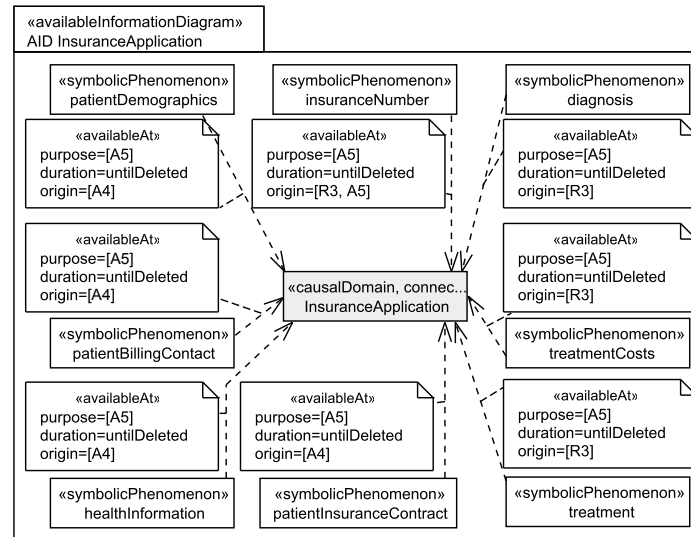 «availableInformationDiagram»
AID InsuranceApplication
«symbolicPhenomenon»
patientDemographics
«symbolicPhenomenon»
insuranceNumber
«symbolicPhenomenon»
diagnosis
«availableAt»
purpose=[A5]
duration=untilDeleted
origin=[A4]
«availableAt»
purpose=[A5]
duration=untilDeleted
origin=[R3, A5]
«availableAt»
purpose=[A5]
duration=untilDeleted
origin=[R3]
«availableAt»
purpose=[A5]
duration=untilDeleted
origin=[A4]
«causalDomain, connec...
InsuranceApplication
«availableAt»
purpose=[A5]
duration=untilDeleted
origin=[R3]
«symbolicPhenomenon»
patientBillingContact
«symbolicPhenomenon»
treatmentCosts
«availableAt»
purpose=[A5]
duration=untilDeleted
origin=[A4]
«availableAt»
purpose=[A5]
duration=untilDeleted
origin=[A4]
«availableAt»
purpose=[A5]
duration=untilDeleted
origin=[R3]
«symbolicPhenomenon»
healthInformation
«symbolicPhenomenon»
patientInsuranceContract
«symbolicPhenomenon»
treatment